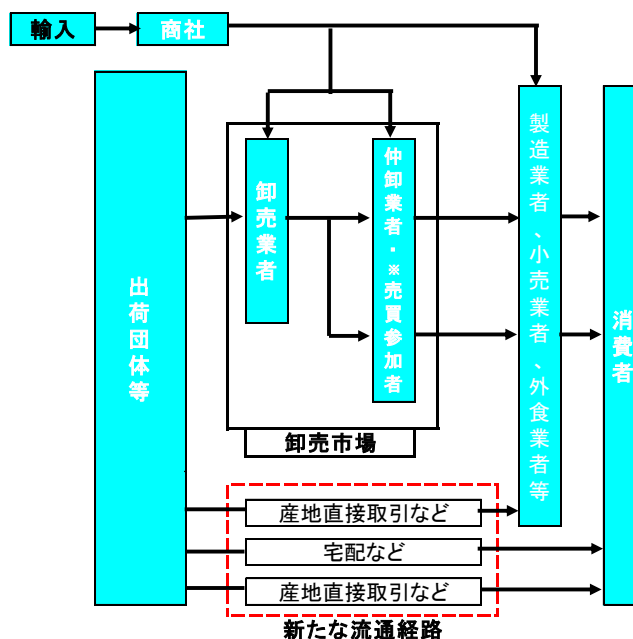 輸入
商社
出荷団体等
卸売業者
仲卸業者・※売買参加者
製造業者、小売業者、外食業者等
消費者
卸売市場
産地直接取引など
宅配など
産地直接取引など
新たな流通経路